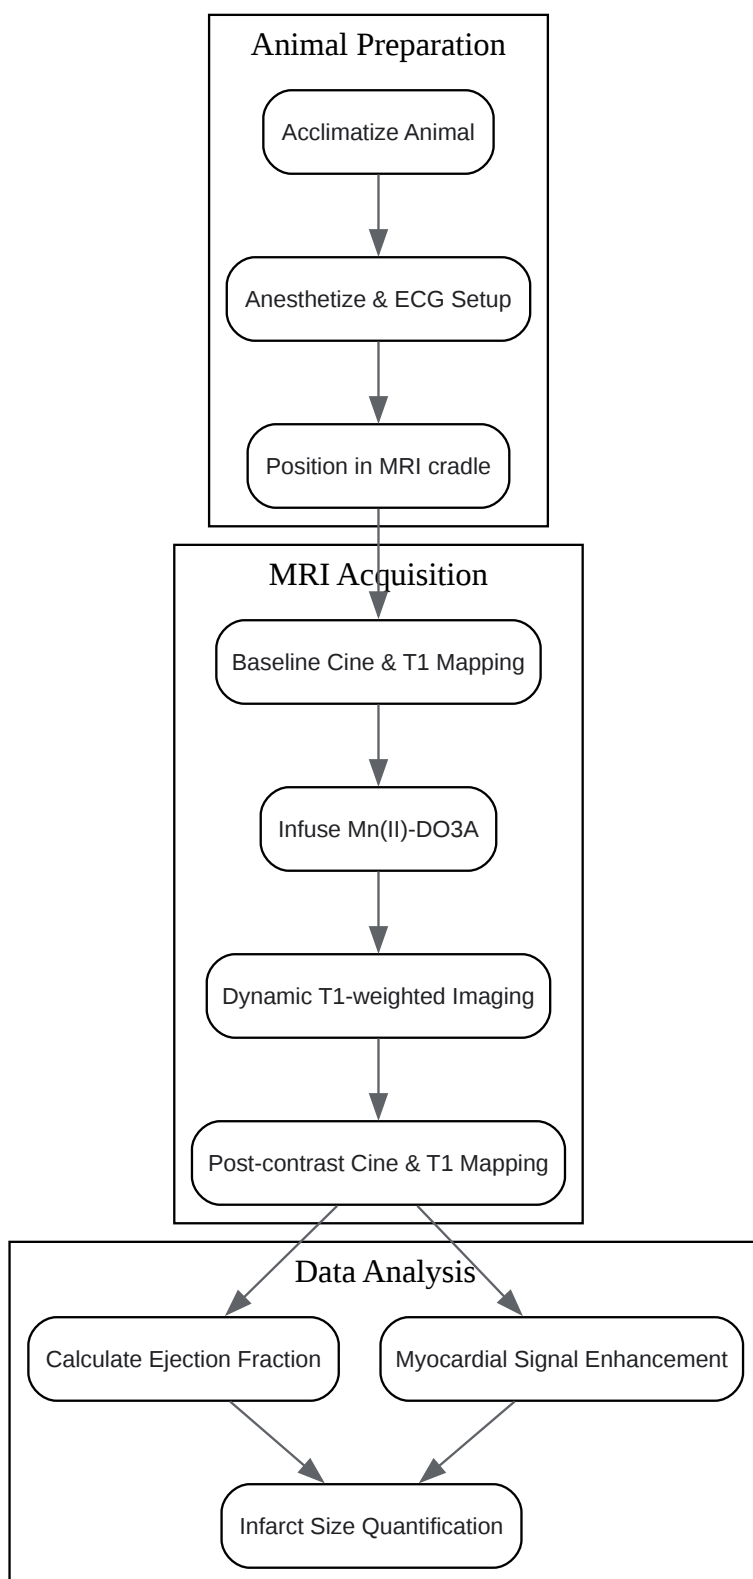 Animal Preparation
Acclimatize Animal
Anesthetize & ECG Setup
Position in MRI cradle
MRI Acquisition
Baseline Cine & T1 Mapping
Infuse Mn(II)-DO3A
Dynamic T1-weighted Imaging
Post-contrast Cine & T1 Mapping
Data Analysis
Calculate Ejection Fraction
Myocardial Signal Enhancement
Infarct Size Quantification